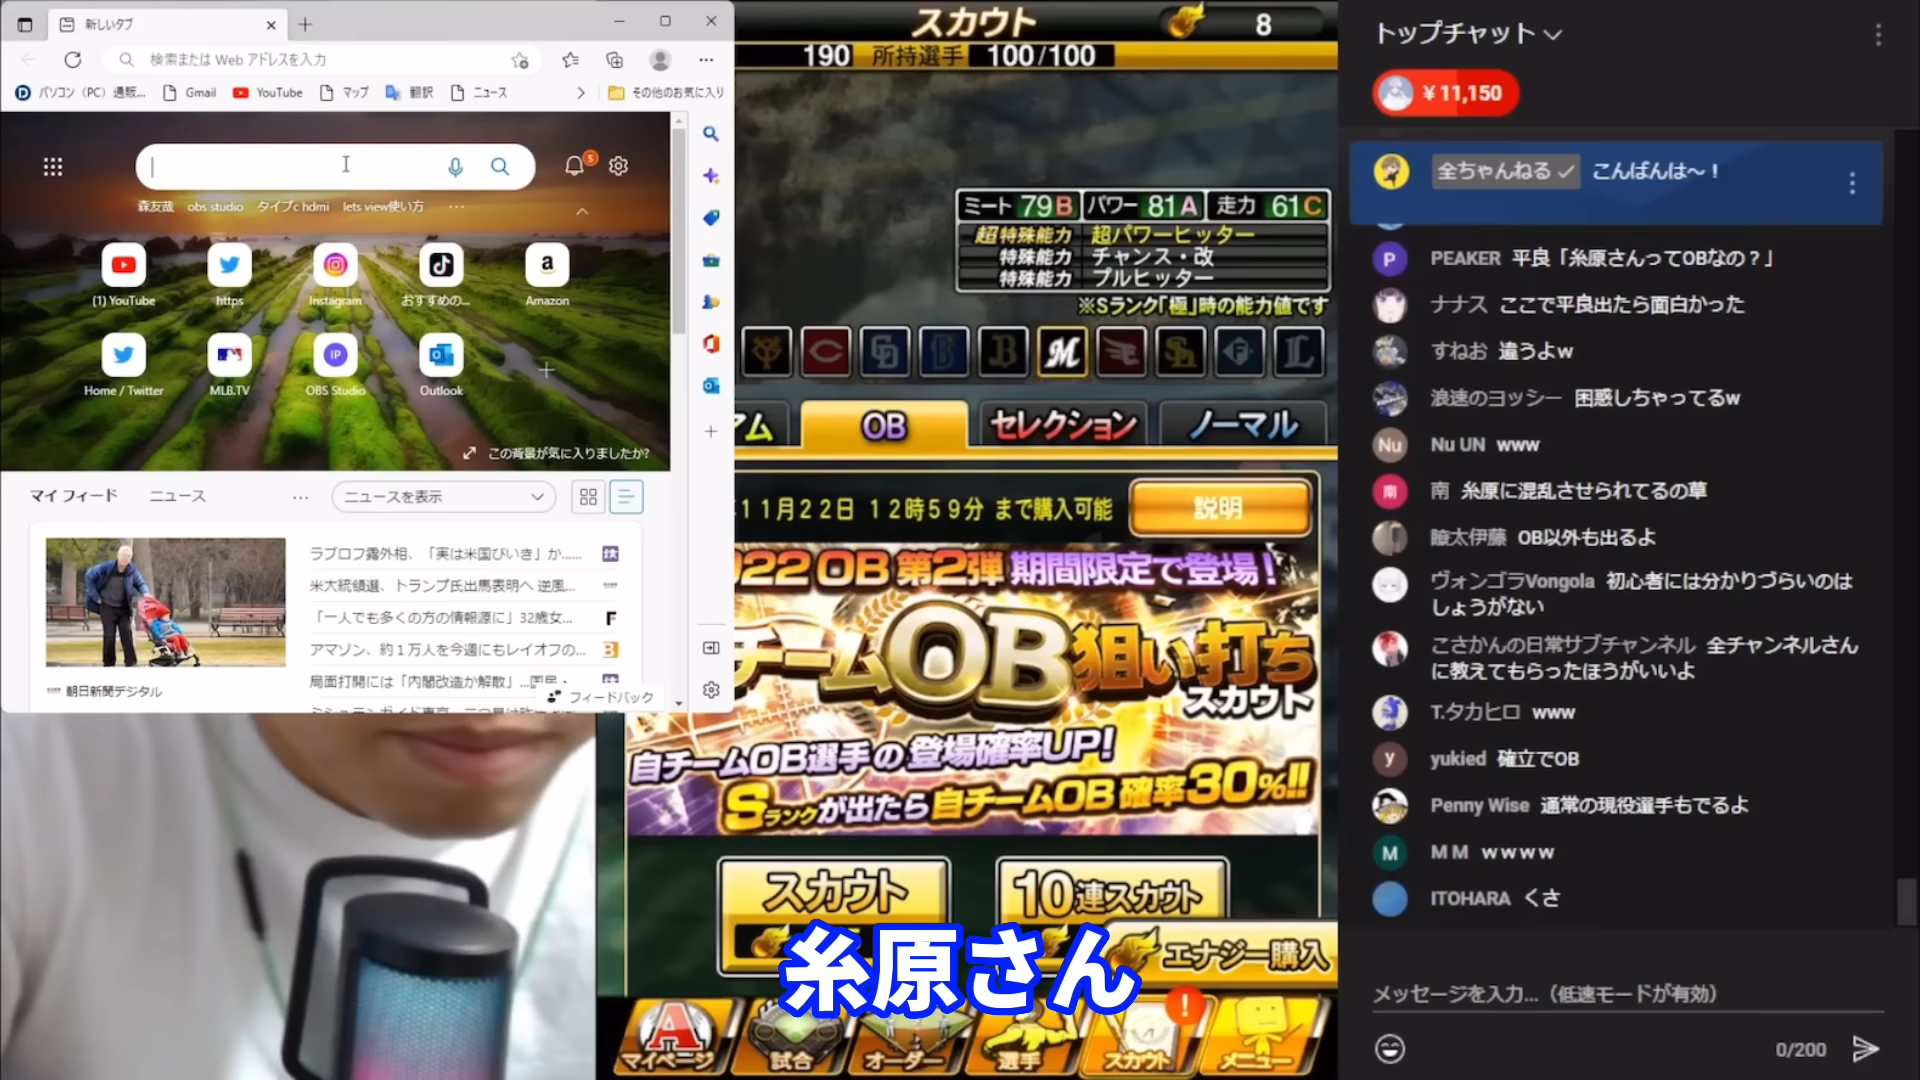 新しいタブ
検索または Web アドレスを入力
パソコン（PC）通販...
Gmail
YouTube
マップ
翻訳
ニュース
その他のお気に入り
5
森友哉
obs studio
タイプc hdmi
lets view使い方
(1) YouTube
https
Instagram
おすすめの...
Amazon
Home / Twitter
MLB.TV
IP
OBS Studio
Outlook
この背景が気に入りましたか?
マイ フィード
ニュース
ニュースを表示
ラブロフ露外相、「実は米国びいき」か......
米大統領選、トランプ氏出馬表明へ 逆風...
「一人でも多くの方の情報源に」32歳女...
アマゾン、約１万人を今週にもレイオフの...
局面打開には「内閣改造か解散」...
朝日新聞デジタル
フィードバック
スカウト
8
190
所持選手
100/100
ミート 79B パワー 81A 走力 61C
超特殊能力 超パワーヒッター
特殊能力 チャンス・改
特殊能力 プルヒッター
※Sランク「極」時の能力値です
アム
OB
セレクション
ノーマル
11月22日 12時59分 まで購入可能
説明
022 OB 第2弾 期間限定で登場!
チームOB狙い打ち
スカウト
自チームOB選手の登場確率UP!
Sランクが出たら自チームOB確率30%!!
スカウト
10連スカウト
エナジー購入
糸原さん
マイページ
試合
オーダー
選手
スカウト
メニュー
トップチャット
¥11,150
全ちゃんねる こんばんは〜！
PEAKER 平良「糸原さんってOBなの？」
ナナス ここで平良出たら面白かった
すねお 違うよw
浪速のヨッシー 困惑しちゃってるw
Nu UN www
南 糸原に混乱させられてるの草
瞭太伊藤 OB以外も出るよ
ヴォンゴラVongola 初心者には分かりづらいのは
しょうがない
こさかんの日常サブチャンネル 全チャンネルさん
に教えてもらったほうがいいよ
T.タカヒロ www
yukied 確立でOB
Penny Wise 通常の現役選手もでるよ
M M ｗｗｗｗ
ITOHARA くさ
メッセージを入力...（低速モードが有効）
0/200